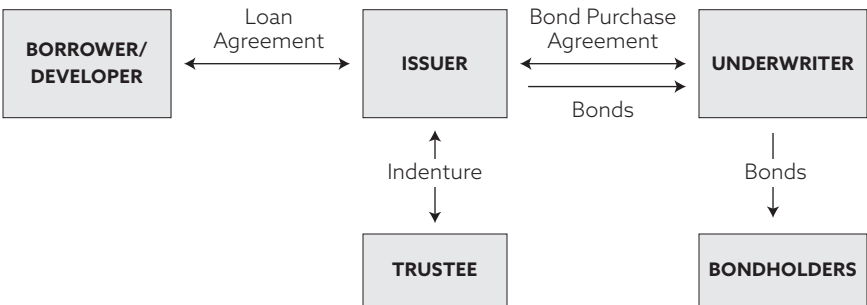 Loan
Agreement
Bond Purchase
Agreement
BORROWER/
DEVELOPER
ISSUER
UNDERWRITER
Bonds
Indenture
Bonds
TRUSTEE
BONDHOLDERS